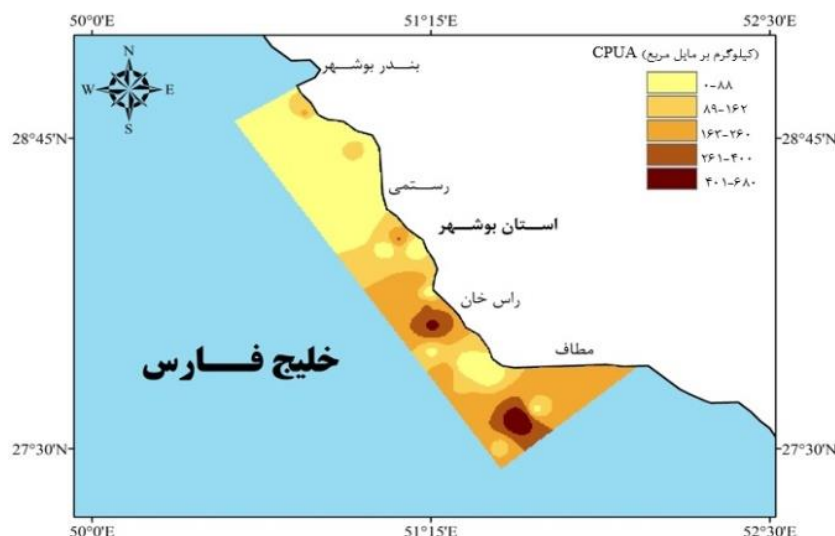 50°0'E
51°15'E
52°30'E
CPUA (کیلوگرم بر مایل مربع)
۰-۸۸
۸۹-۱۶۲
۱۶۳-۲۶۰
۲۶۱-۴۰۰
۴۰۱-۶۸۰
N
W E
S
بندر بوشهر
28°45'N
28°45'N
رستمی
استان بوشهر
راس خان
مطاف
خلیج فارس
27°30'N
27°30'N
50°0'E
51°15'E
52°30'E